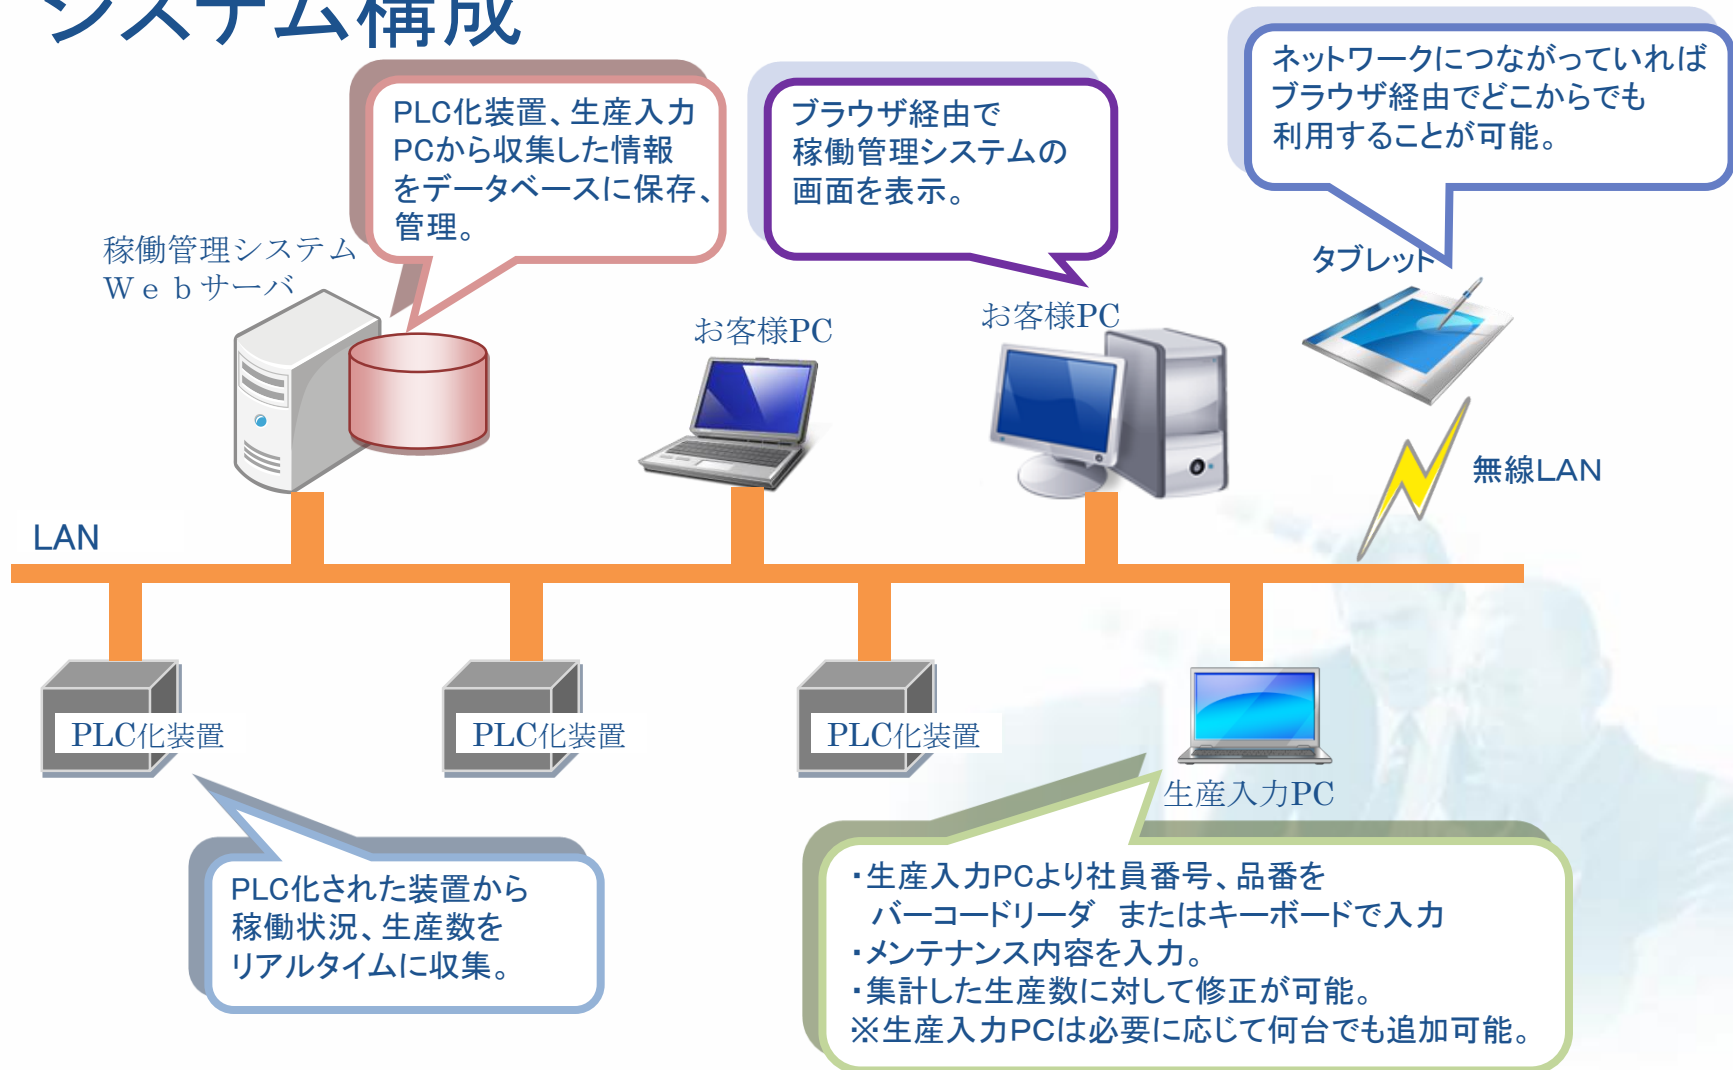 システム構成
ネットワークにつながっていれば
ブラウザ経由でどこからでも
利用することが可能。
PLC化装置、生産入力
PCから収集した情報
をデータベースに保存、
管理。
ブラウザ経由で
稼働管理システムの
画面を表示。
稼働管理システム
Ｗｅｂサーバ
タブレット
お客様PC
お客様PC
無線LAN
LAN
PLC化装置
PLC化装置
PLC化装置
生産入力PC
PLC化された装置から
稼働状況、生産数を
リアルタイムに収集。
・生産入力PCより社員番号、品番を
バーコードリーダ　またはキーボードで入力
・メンテナンス内容を入力。
・集計した生産数に対して修正が可能。
※生産入力PCは必要に応じて何台でも追加可能。